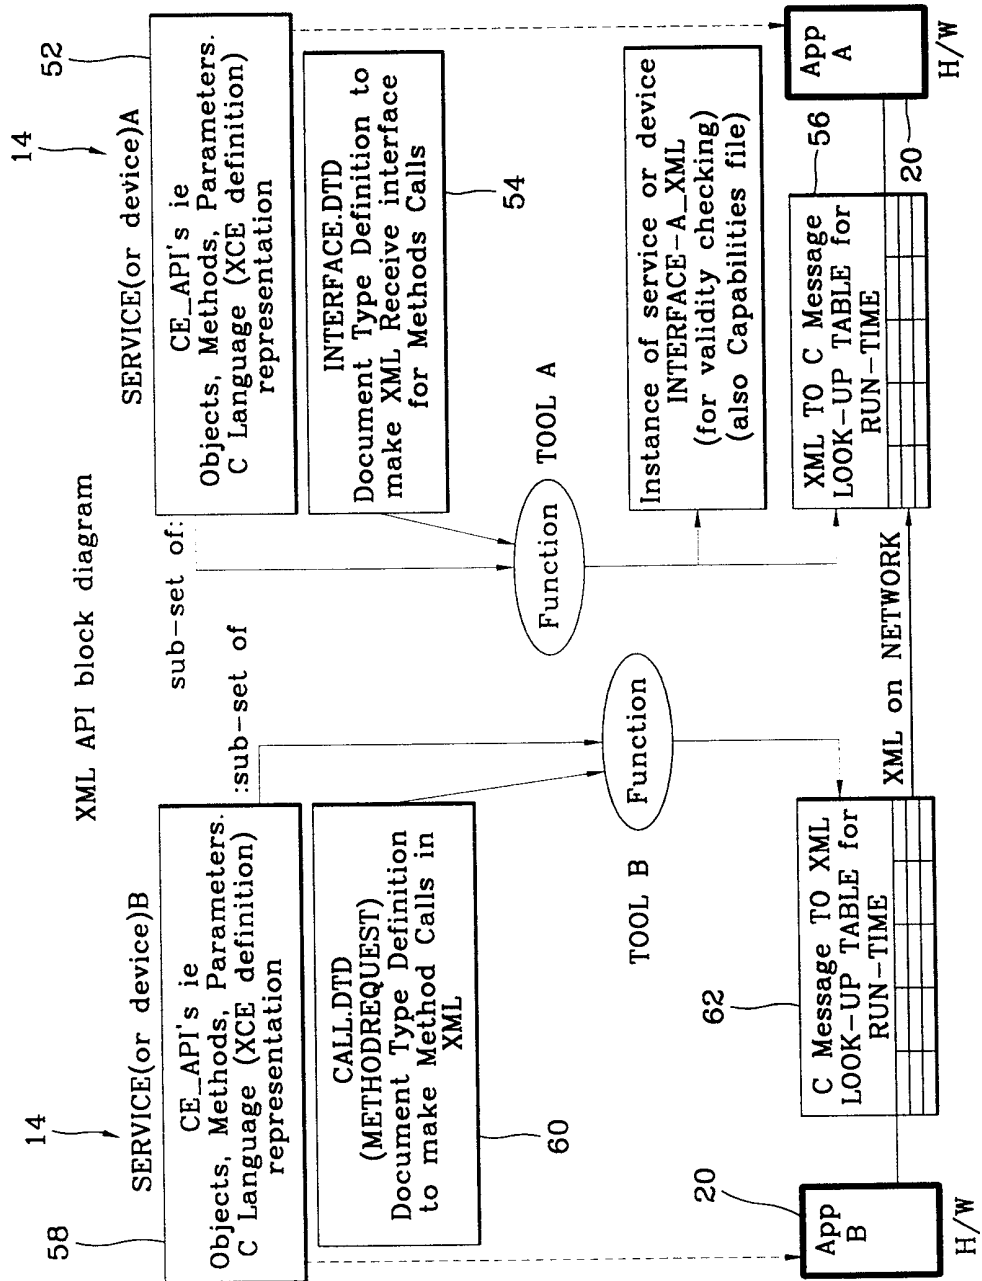 XML API block diagram
14
SERVICE(or device)B
58
CE_API's ie
Objects, Methods, Parameters.
C Language (XCE definition)
representation
:sub-set of
CALL.DTD
(METHODREQUEST)
Document Type Definition
to make Method Calls in
XML
60
TOOL B
Function
62
C Message TO XML
LOOK-UP TABLE for
RUN-TIME
20
App
B
H/W
XML on NETWORK
14
SERVICE(or device)A
52
CE_API's ie
Objects, Methods, Parameters.
C Language (XCE definition)
representation
sub-set of:
INTERFACE.DTD
Document Type Definition to
make XML Receive interface
for Methods Calls
54
TOOL A
Function
Instance of service or device
INTERFACE-A_XML
(for validity checking)
(also Capabilities file)
56
XML TO C Message
LOOK-UP TABLE for
RUN-TIME
20
App
A
H/W